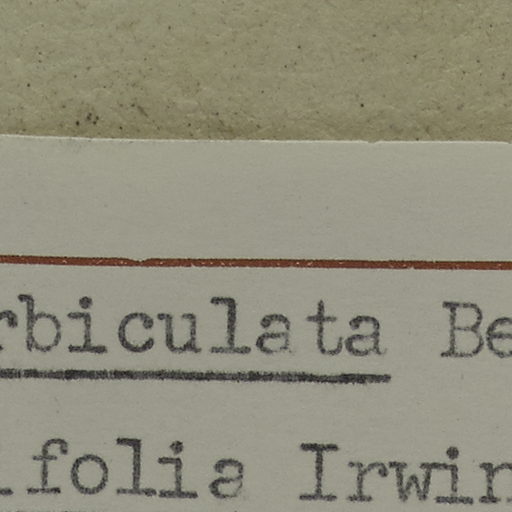 rbiculata Be
folia Irwin